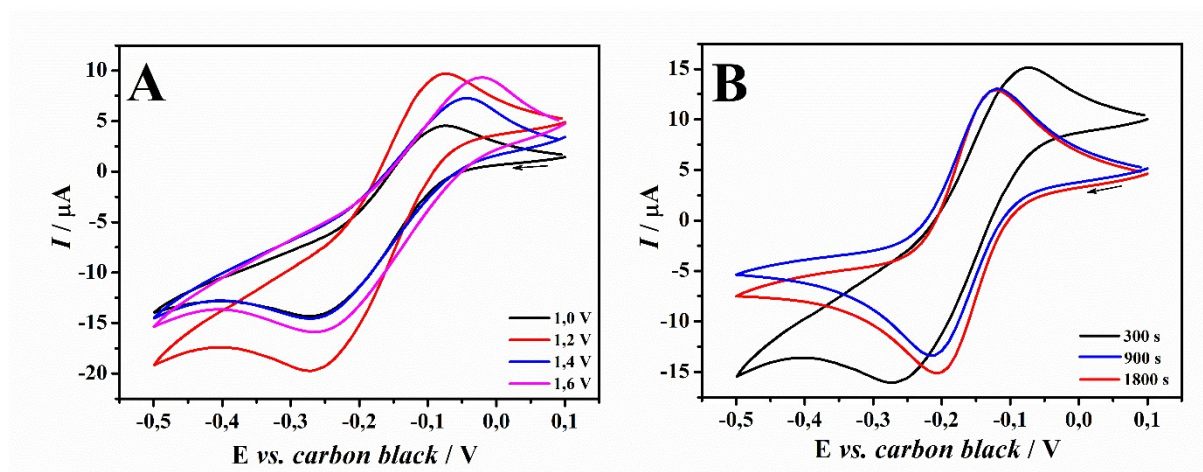 A
I / µA
10
5
0
-5
-10
-15
-20
1,0 V
1,2 V
1,4 V
1,6 V
-0,5 -0,4 -0,3 -0,2 -0,1 0,0 0,1
E vs. carbon black / V
B
I / µA
15
10
5
0
-5
-10
-15
300 s
900 s
1800 s
-0,5 -0,4 -0,3 -0,2 -0,1 0,0 0,1
E vs. carbon black / V